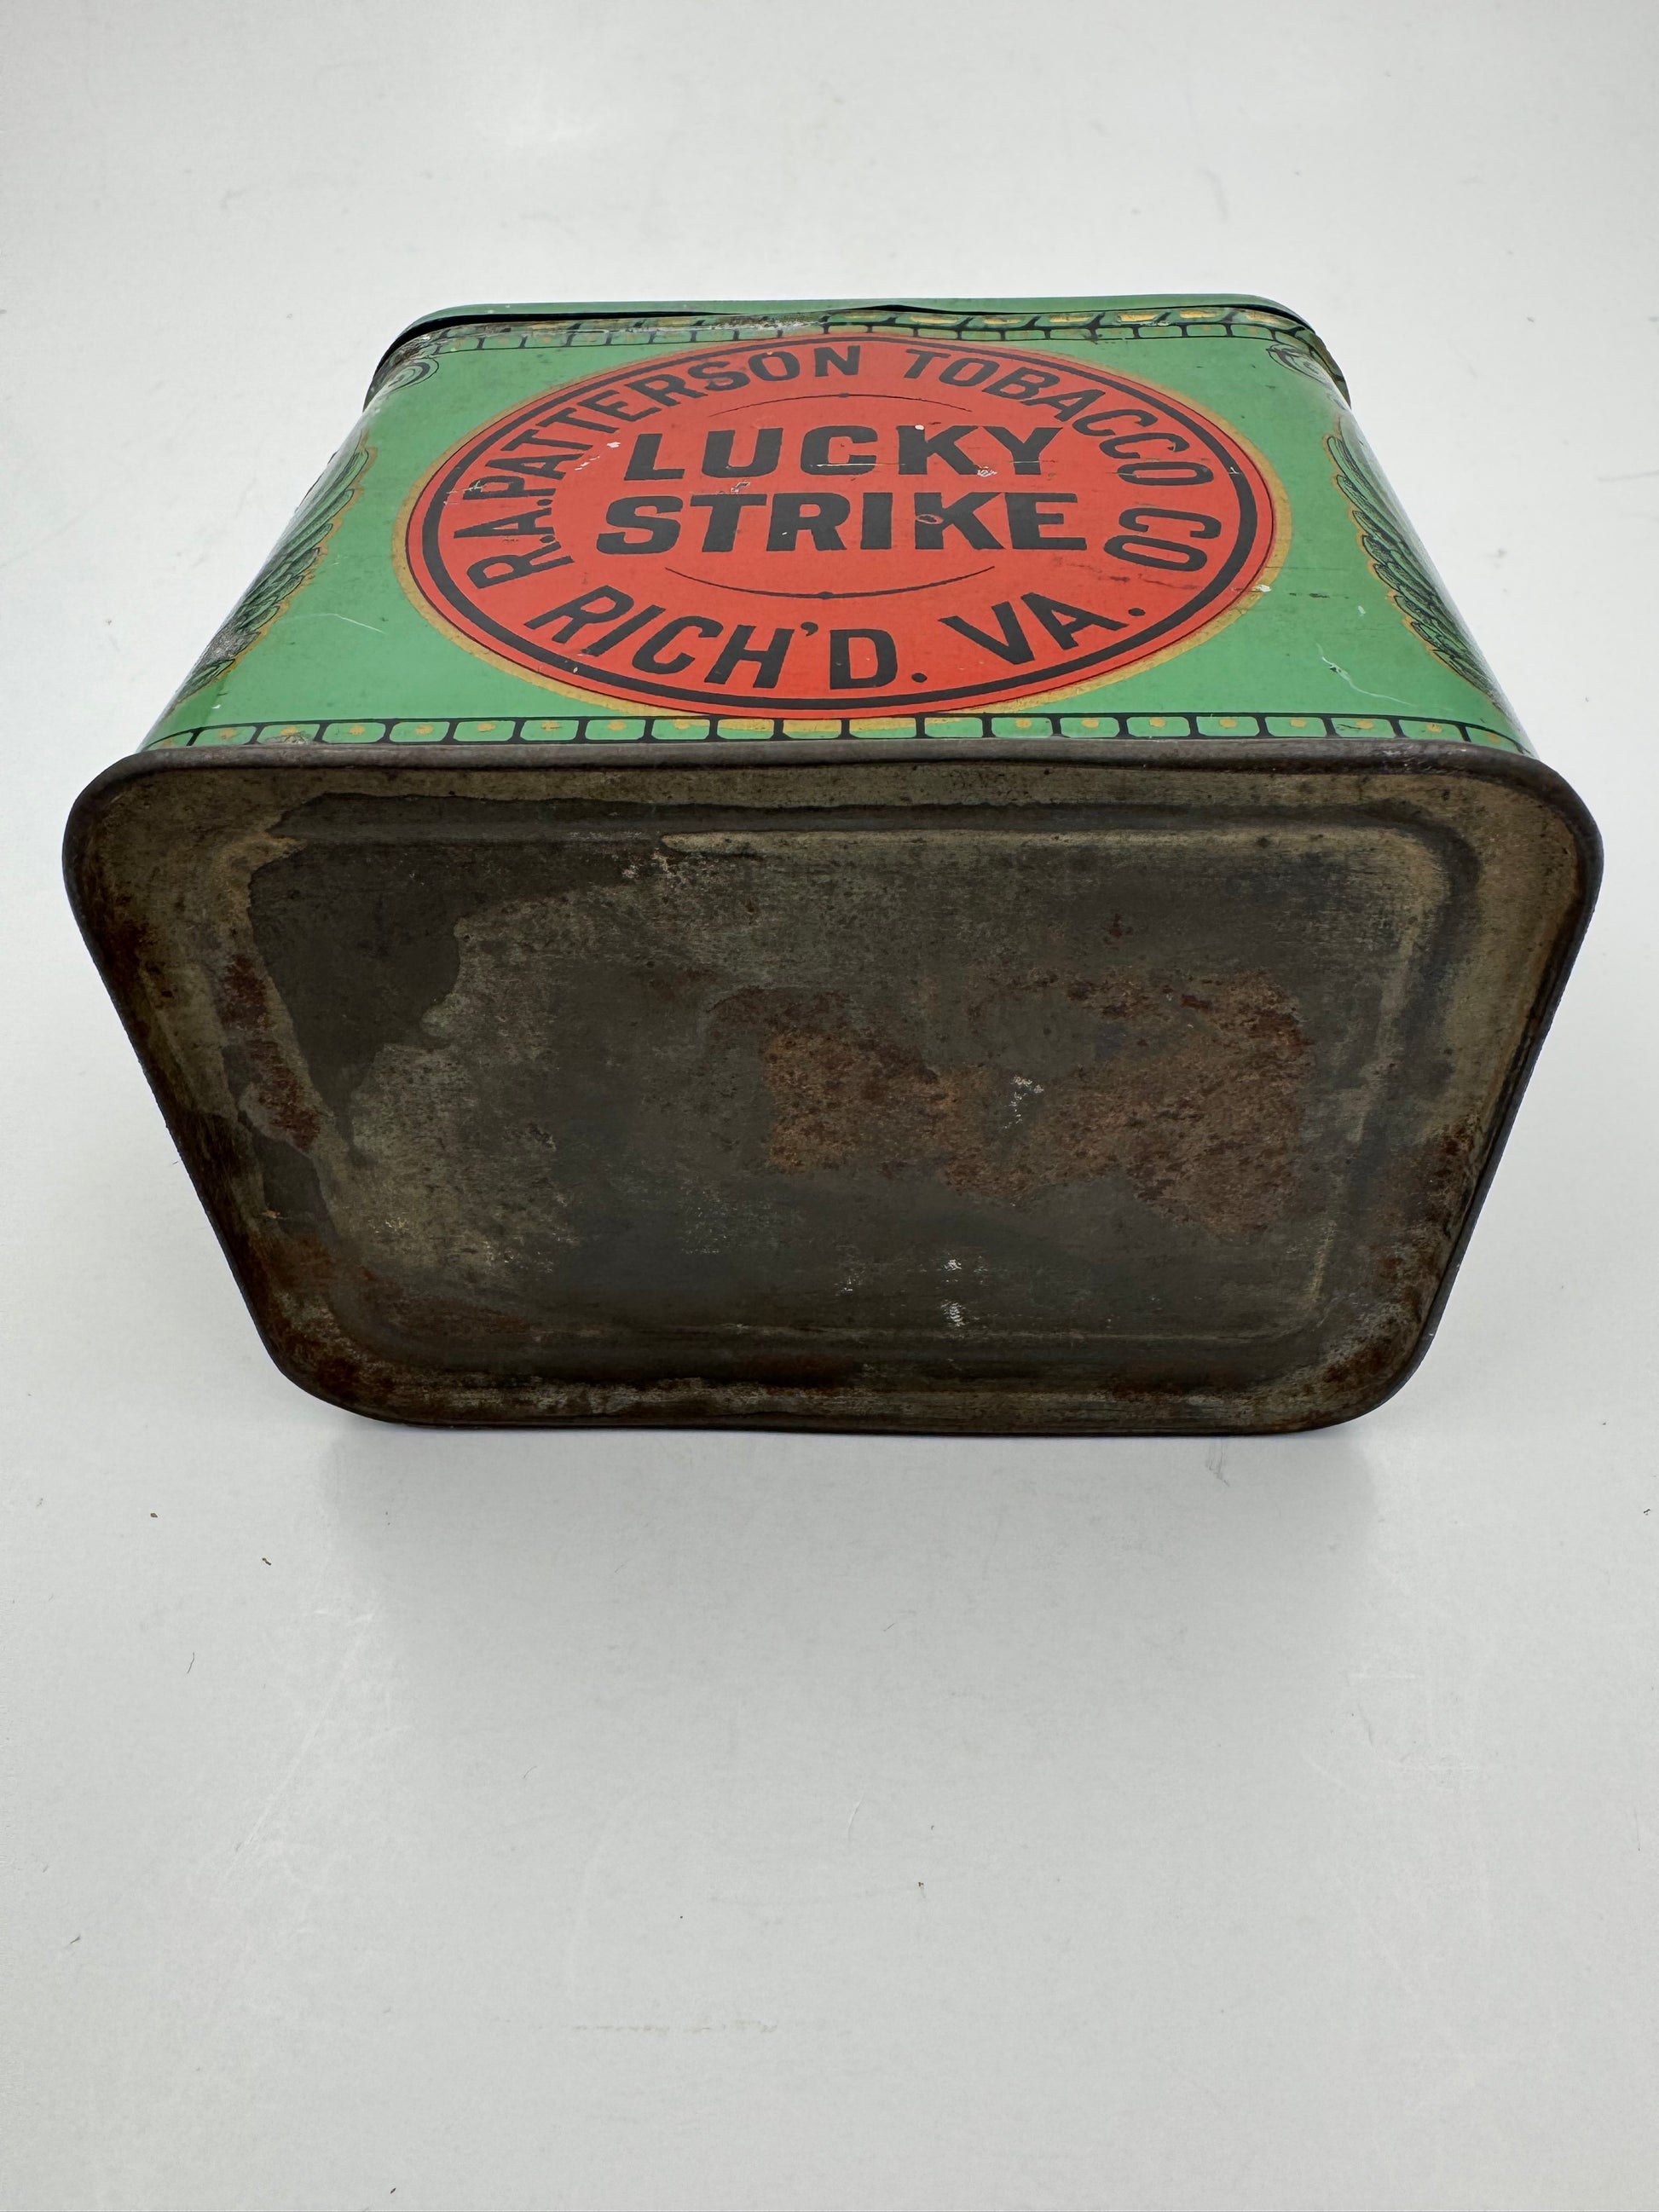 R.A.PATTERSON TOBACCO CO
LUCKY
STRIKE
RICH'D. VA.